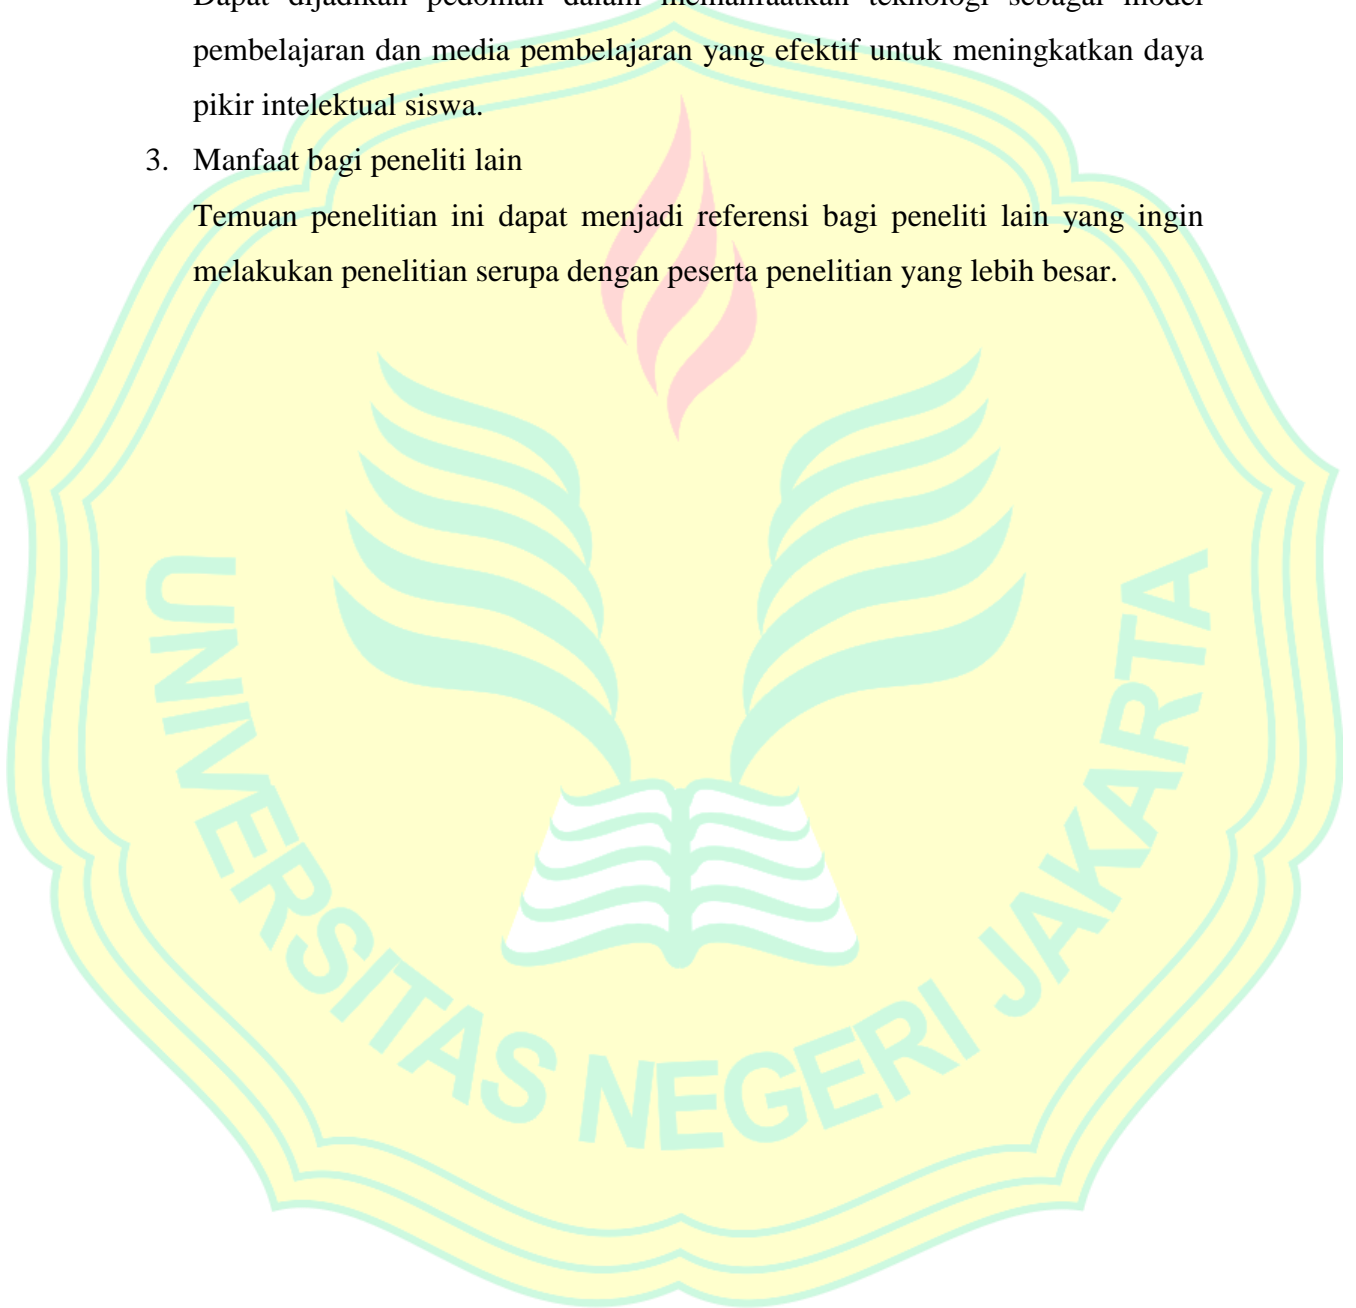 Dapat dijadikan pedoman dalam memanfaatkan teknologi sebagai model
pembelajaran dan media pembelajaran yang efektif untuk meningkatkan daya
pikir intelektual siswa.
3. Manfaat bagi peneliti lain
Temuan penelitian ini dapat menjadi referensi bagi peneliti lain yang ingin
melakukan penelitian serupa dengan peserta penelitian yang lebih besar.
UNIVERSITAS NEGERI JAKARTA